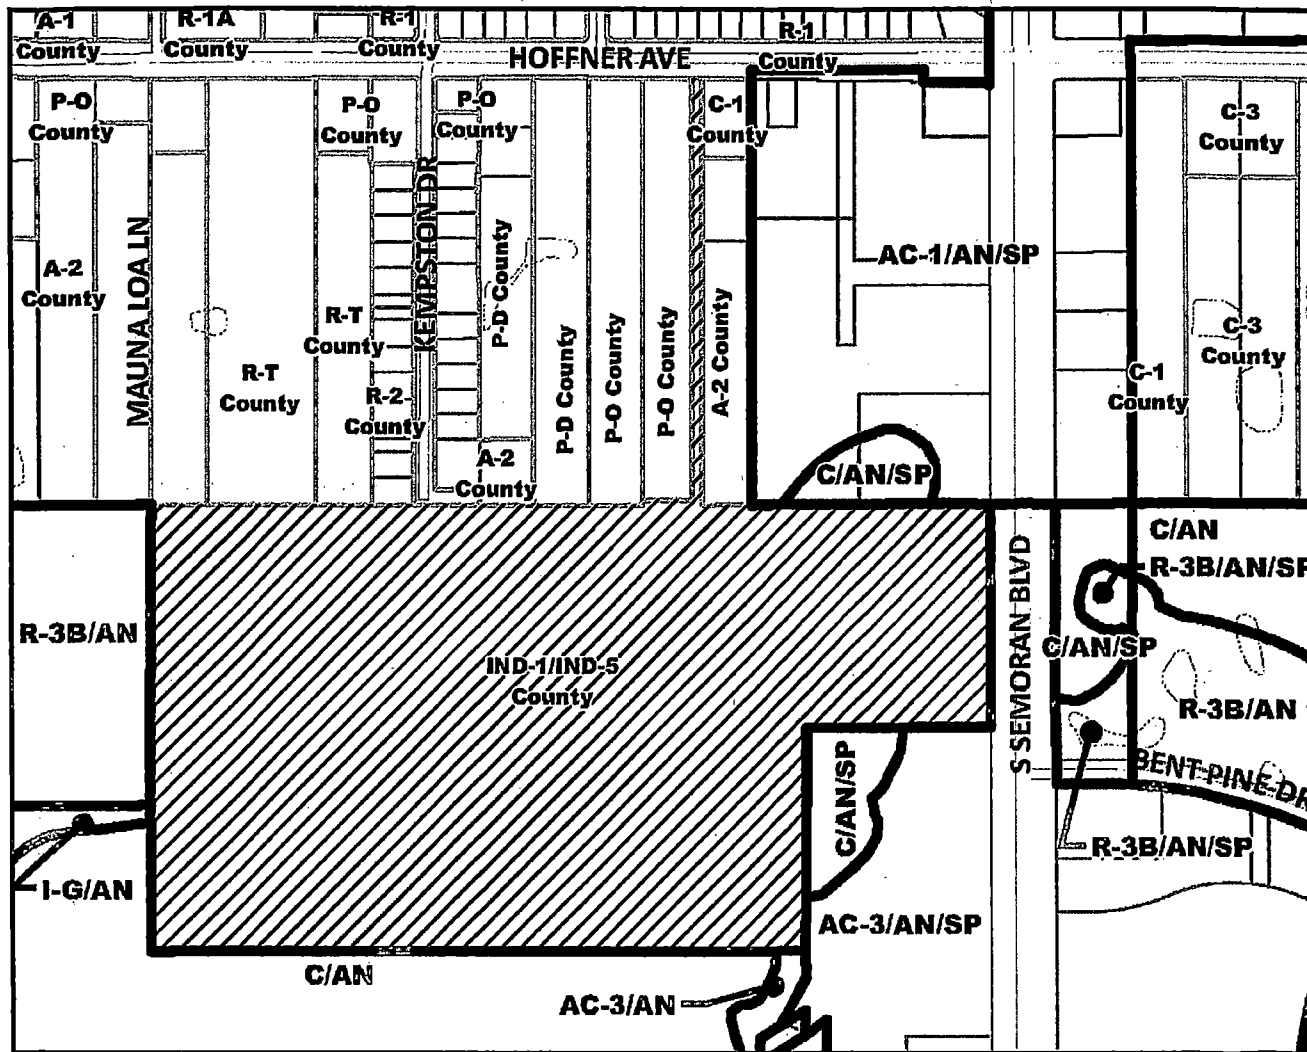 A-1
County
R-1A
County
R-1
County
R-1
County
HOFFNER AVE
P-O
County
P-O
County
P-O
County
C-1
County
C-3
County
MAUNA LOA LN
KEMPSTON DR
A-2
County
R-T
County
R-T
County
R-2
County
P-D County
A-2
County
P-D County
P-O County
P-O County
A-2 County
AC-1/AN/SP
C-3
County
C-1
County
C/AN/SP
C/AN
R-3B/AN/SP
S SEMORAN BLVD
R-3B/AN
IND-1/IND-5
County
C/AN/SP
R-3B/AN
BENT PINE DR
C/AN/SP
R-3B/AN/SP
I-G/AN
AC-3/AN/SP
C/AN
AC-3/AN